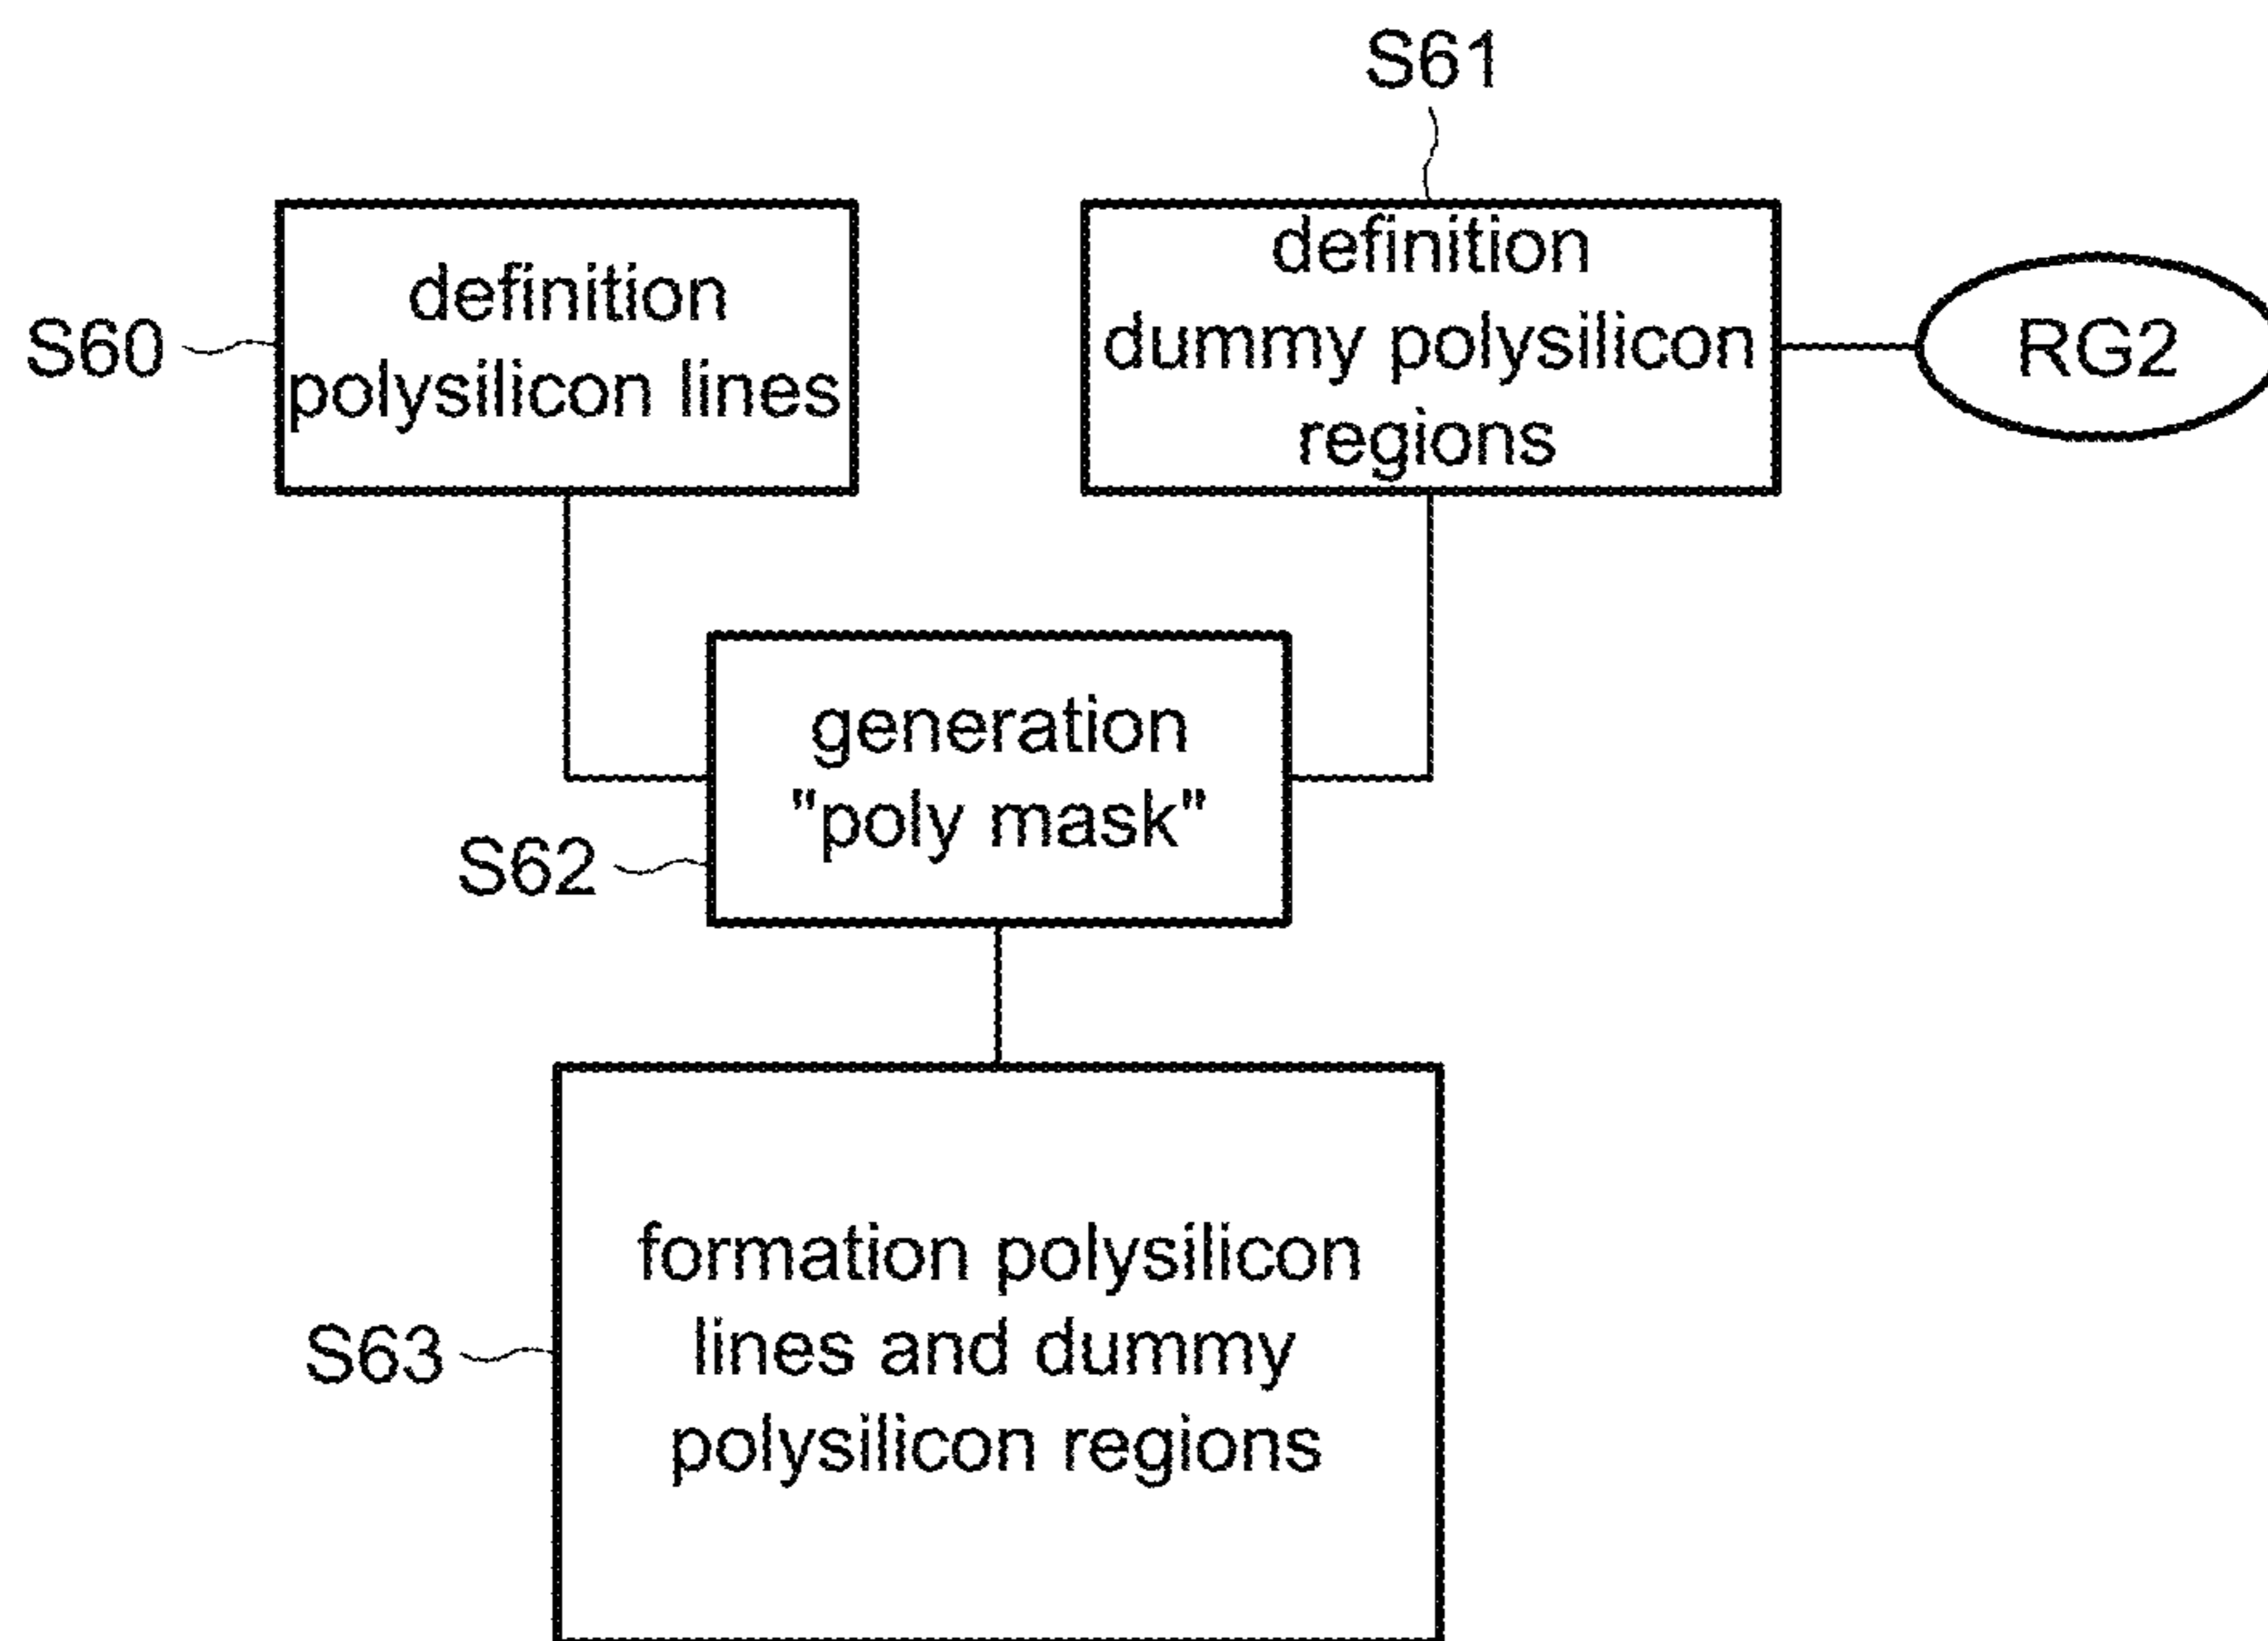 S61
S60
definition
polysilicon lines
definition
dummy polysilicon
regions
RG2
generation
"poly mask"
S62
formation polysilicon
lines and dummy
polysilicon regions
S63